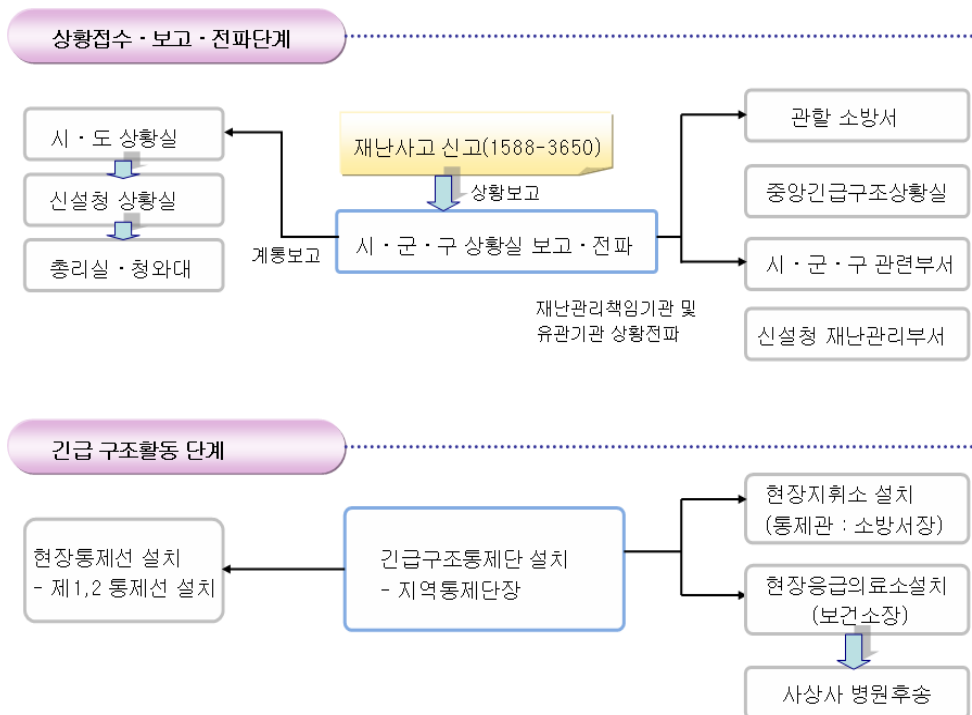 상황접수・보고・전파단계
시・도 상황실
신설청 상황실
총리실・청와대
재난사고 신고(1588-3650)
상황보고
계통보고
시・군・구 상황실 보고・전파
재난관리책임기관 및
유관기관 상황전파
관할 소방서
중앙긴급구조상황실
시・군・구 관련부서
신설청 재난관리부서
긴급 구조활동 단계
현장통제선 설치
- 제1,2 통제선 설치
긴급구조통제단 설치
- 지역통제단장
현장지휘소 설치
(통제관 : 소방서장)
현장응급의료소설치
(보건소장)
사상사 병원후송